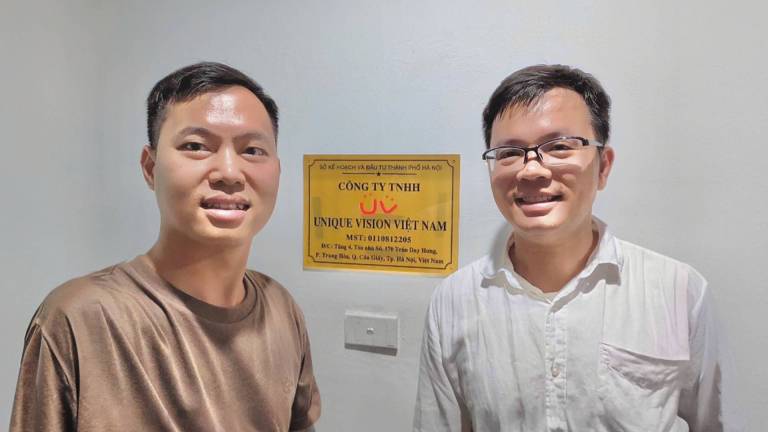 SỞ KẾ HOẠCH VÀ ĐẦU TƯ THÀNH PHỐ HÀ NỘI
CÔNG TY TNHH
UV
UNIQUE VISION VIỆT NAM
MST: 0110812205
Đ/C: Tầng 4, Tòa nhà Số, 170 Trần Duy Hưng,
P. Trung Hòa, Q. Cầu Giấy, Tp. Hà Nội, Việt Nam